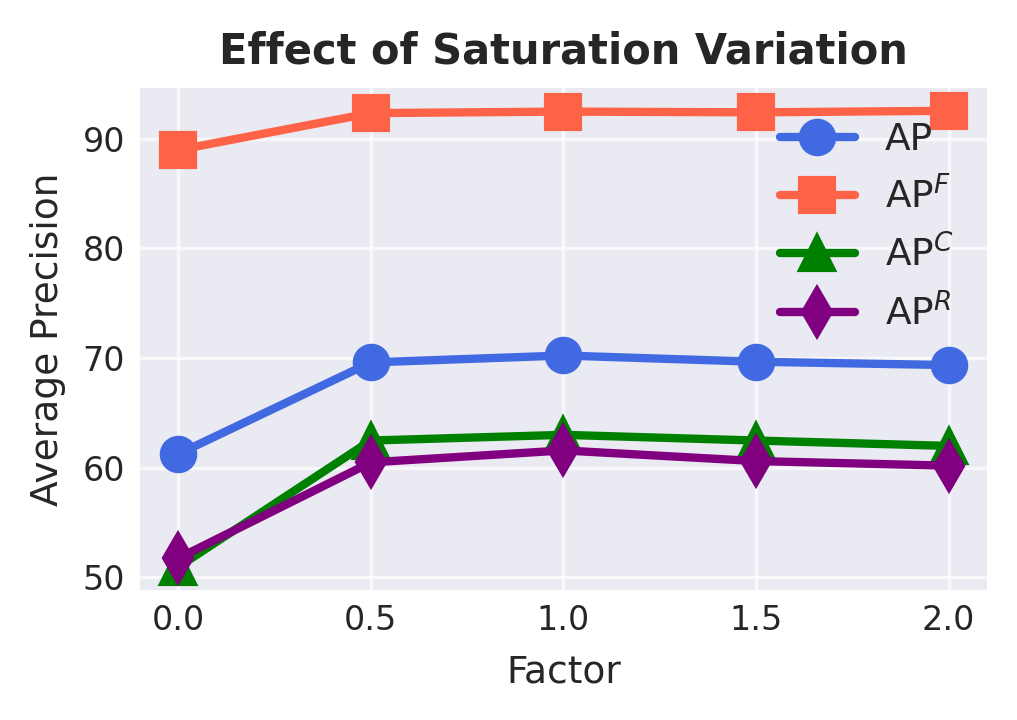 Effect of Saturation Variation
Average Precision
90
80
70
60
50
AP
AP^F
AP^C
AP^R
0.0 0.5 1.0 1.5 2.0
Factor